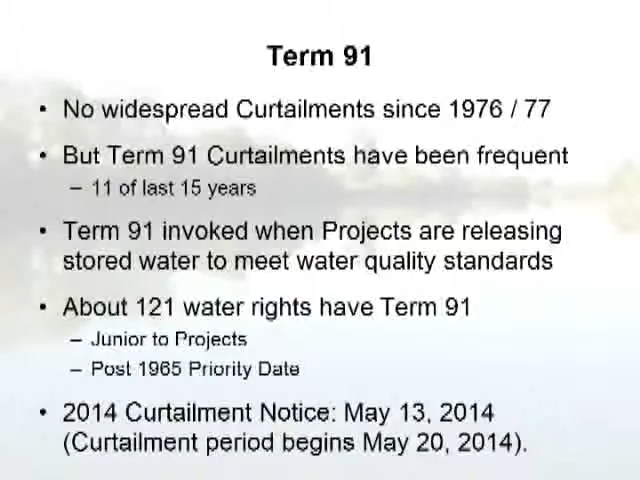 Term 91
• No widespread Curtailments since 1976 / 77
• But Term 91 Curtailments have been frequent
– 11 of last 15 years
• Term 91 invoked when Projects are releasing
stored water to meet water quality standards
• About 121 water rights have Term 91
– Junior to Projects
– Post 1965 Priority Date
• 2014 Curtailment Notice: May 13, 2014
(Curtailment period begins May 20, 2014).